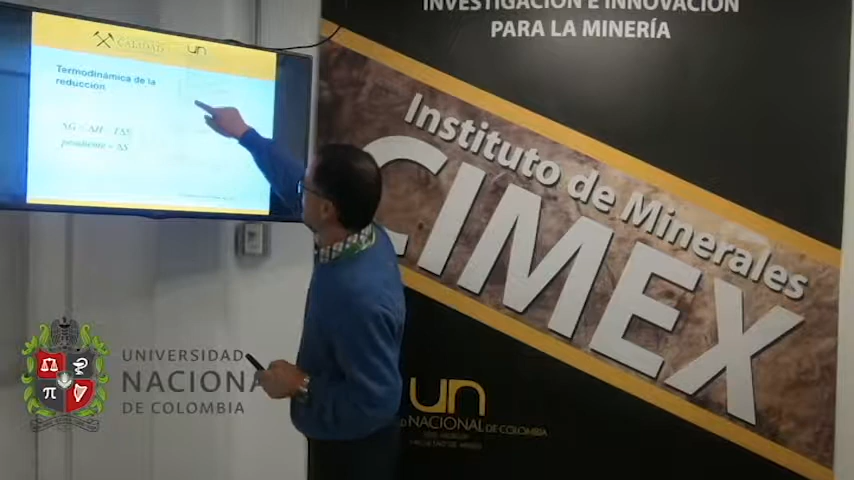 INVESTIGACIÓN E INNOVACIÓN
PARA LA MINERÍA
CALIDAD
un
Termodinámica de la
reducción
ΔG = ΔH - TΔS
pendiente = ΔS
Instituto de Minerales
CIMEX
UNIVERSIDAD
NACIONA
DE COLOMBIA
un
NACIONAL DE COLOMBIA